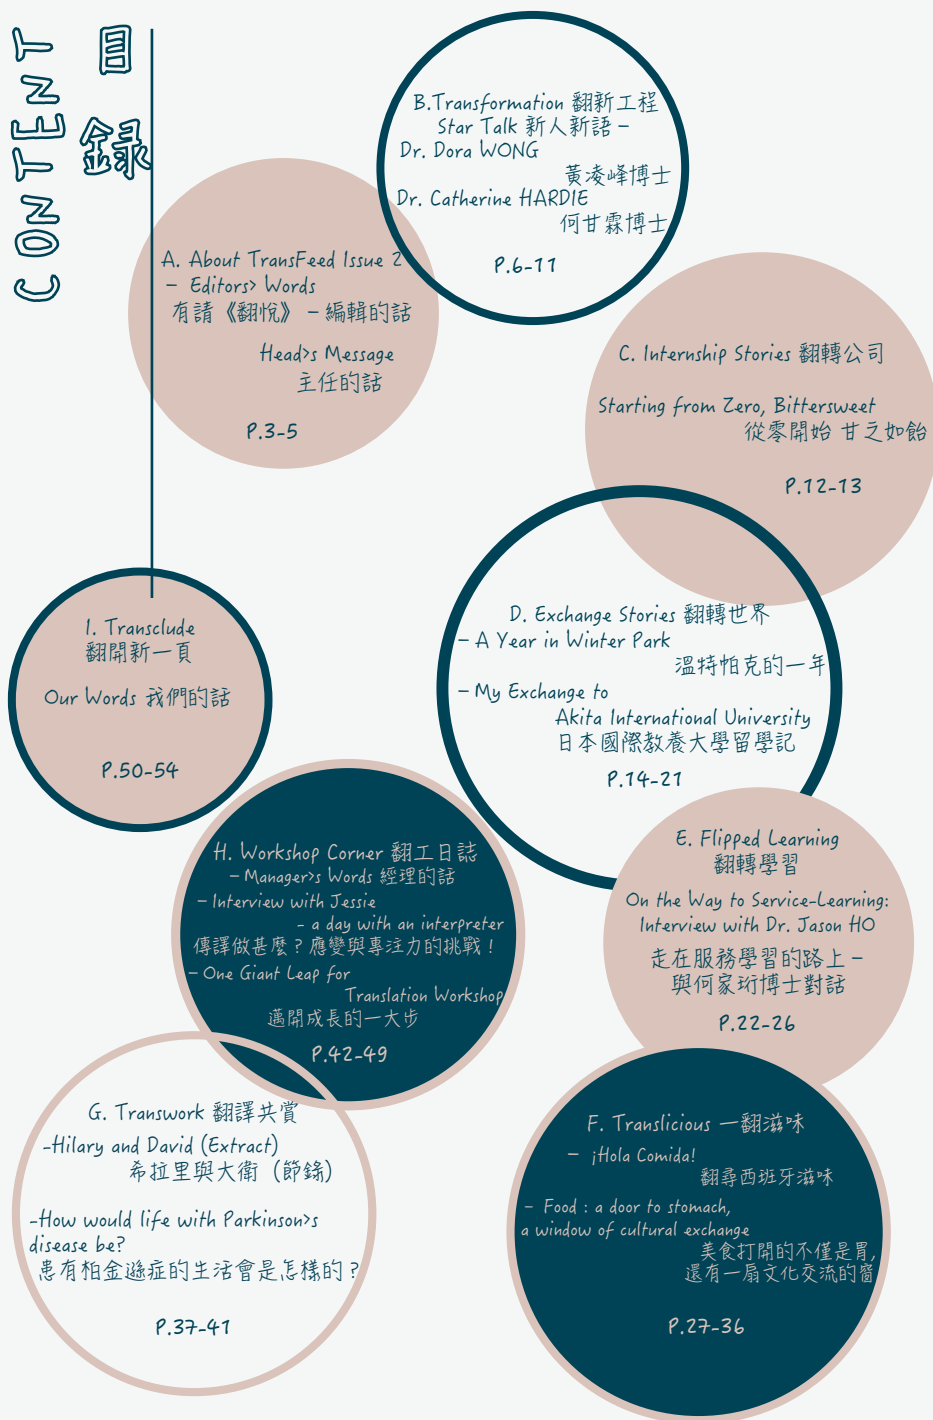 CONTENT
目
錄
A. About TransFeed Issue 2
- Editors> Words
有請《翻悅》 - 編輯的話
Head>s Message
主任的話
P.3-5
B.Transformation 翻新工程
Star Talk 新人新語 -
Dr. Dora WONG
黃凌峰博士
Dr. Catherine HARDIE
何甘霖博士
P.6-11
C. Internship Stories 翻轉公司
Starting from Zero, Bittersweet
從零開始 甘之如飴
P.12-13
D. Exchange Stories 翻轉世界
- A Year in Winter Park
溫特帕克的一年
- My Exchange to
Akita International University
日本國際教養大學留學記
P.14-21
E. Flipped Learning
翻轉學習
On the Way to Service-Learning:
Interview with Dr. Jason HO
走在服務學習的路上 -
與何家珩博士對話
P.22-26
F. Translicious 一翻滋味
- ¡Hola Comida!
翻尋西班牙滋味
- Food : a door to stomach,
a window of cultural exchange
美食打開的不僅是胃,
還有一扇文化交流的窗
P.27-36
G. Transwork 翻譯共賞
-Hilary and David (Extract)
希拉里與大衛 (節錄)
-How would life with Parkinson>s
disease be?
患有柏金遜症的生活會是怎樣的?
P.37-41
H. Workshop Corner 翻工日誌
- Manager>s Words 經理的話
- Interview with Jessie
- a day with an interpreter
傳譯做甚麼?應變與專注力的挑戰!
- One Giant Leap for
Translation Workshop
邁開成長的一大步
P.42-49
I. Transclude
翻開新一頁
Our Words 我們的話
P.50-54